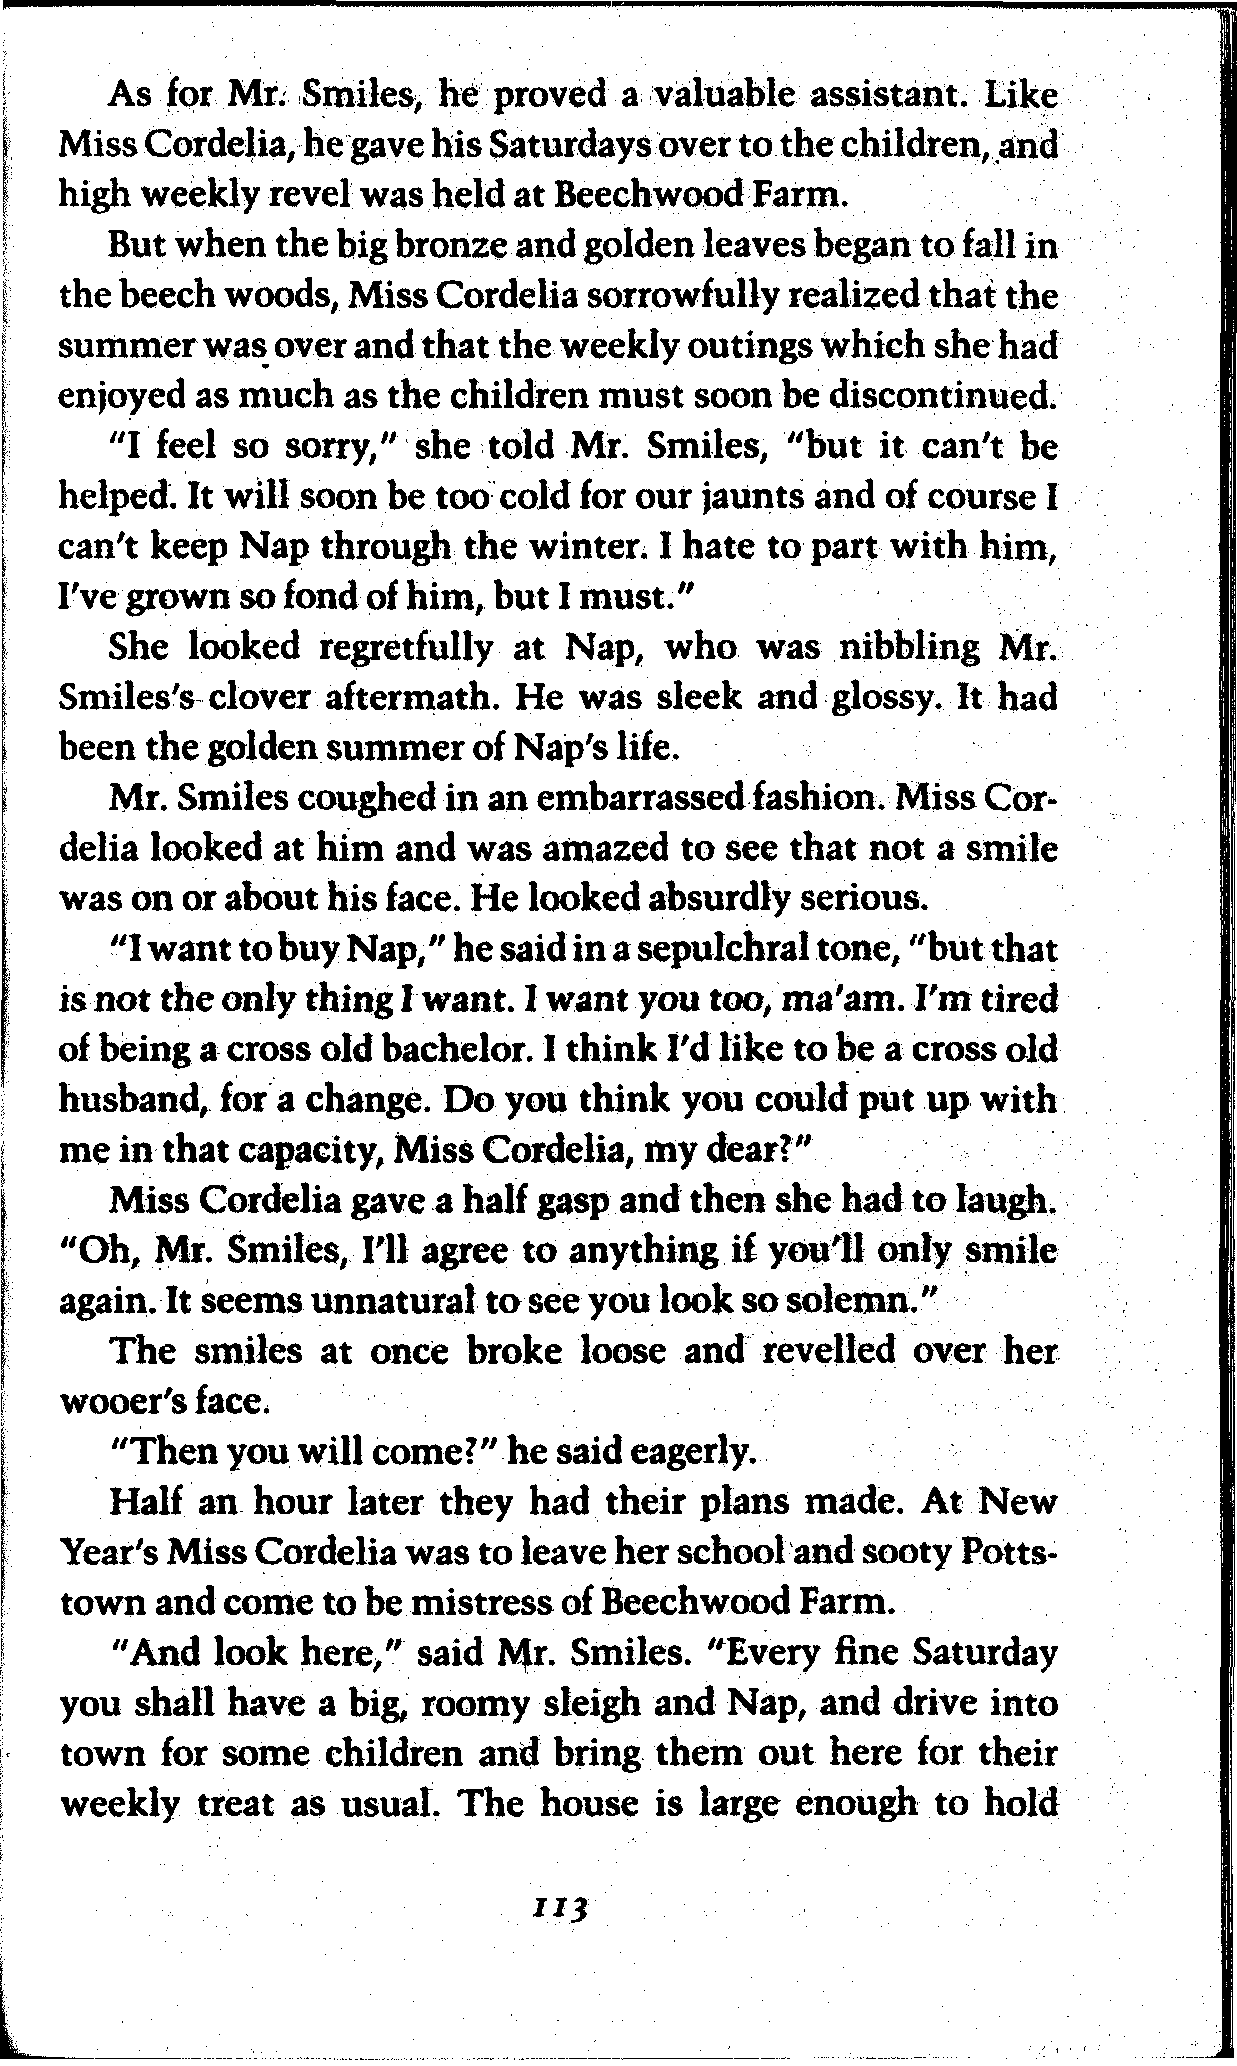 As for Mr. Smiles, he proved a valuable assistant. Like
Miss Cordelia, he gave his Saturdays over to the children, and
high weekly revel was held at Beechwood Farm.
But when the big bronze and golden leaves began to fall in
the beech woods, Miss Cordelia sorrowfully realized that the
summer was over and that the weekly outings which she had
enjoyed as much as the children must soon be discontinued.
"I feel so sorry," she told Mr. Smiles, "but it can't be
helped. It will soon be too cold for our jaunts and of course I
can't keep Nap through the winter. I hate to part with him,
I've grown so fond of him, but I must."
She looked regretfully at Nap, who was nibbling Mr.
Smiles's clover aftermath. He was sleek and glossy. It had
been the golden summer of Nap's life.
Mr. Smiles coughed in an embarrassed fashion. Miss Cor-
delia looked at him and was amazed to see that not a smile
was on or about his face. He looked absurdly serious.
"I want to buy Nap," he said in a sepulchral tone, "but that
is not the only thing I want. I want you too, ma'am. I'm tired
of being a cross old bachelor. I think I'd like to be a cross old
husband, for a change. Do you think you could put up with
me in that capacity, Miss Cordelia, my dear?"
Miss Cordelia gave a half gasp and then she had to laugh.
"Oh, Mr. Smiles, I'll agree to anything if you'll only smile
again. It seems unnatural to see you look so solemn."
The smiles at once broke loose and revelled over her
wooer's face.
"Then you will come?" he said eagerly.
Half an hour later they had their plans made. At New
Year's Miss Cordelia was to leave her school and sooty Potts-
town and come to be mistress of Beechwood Farm.
"And look here," said Mr. Smiles. "Every fine Saturday
you shall have a big, roomy sleigh and Nap, and drive into
town for some children and bring them out here for their
weekly treat as usual. The house is large enough to hold
113